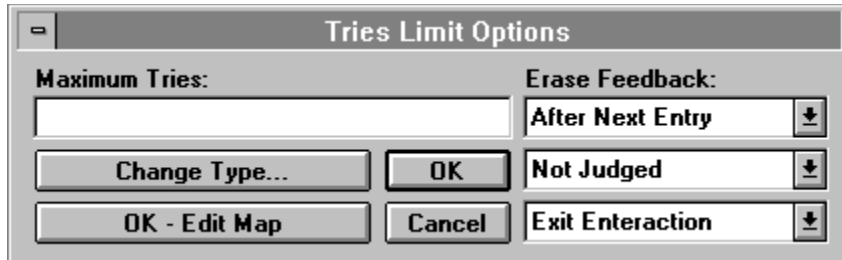 Tries Limit Options
Maximum Tries:
Erase Feedback:
After Next Entry
Change Type...
OK
Not Judged
OK - Edit Map
Cancel
Exit Enteraction